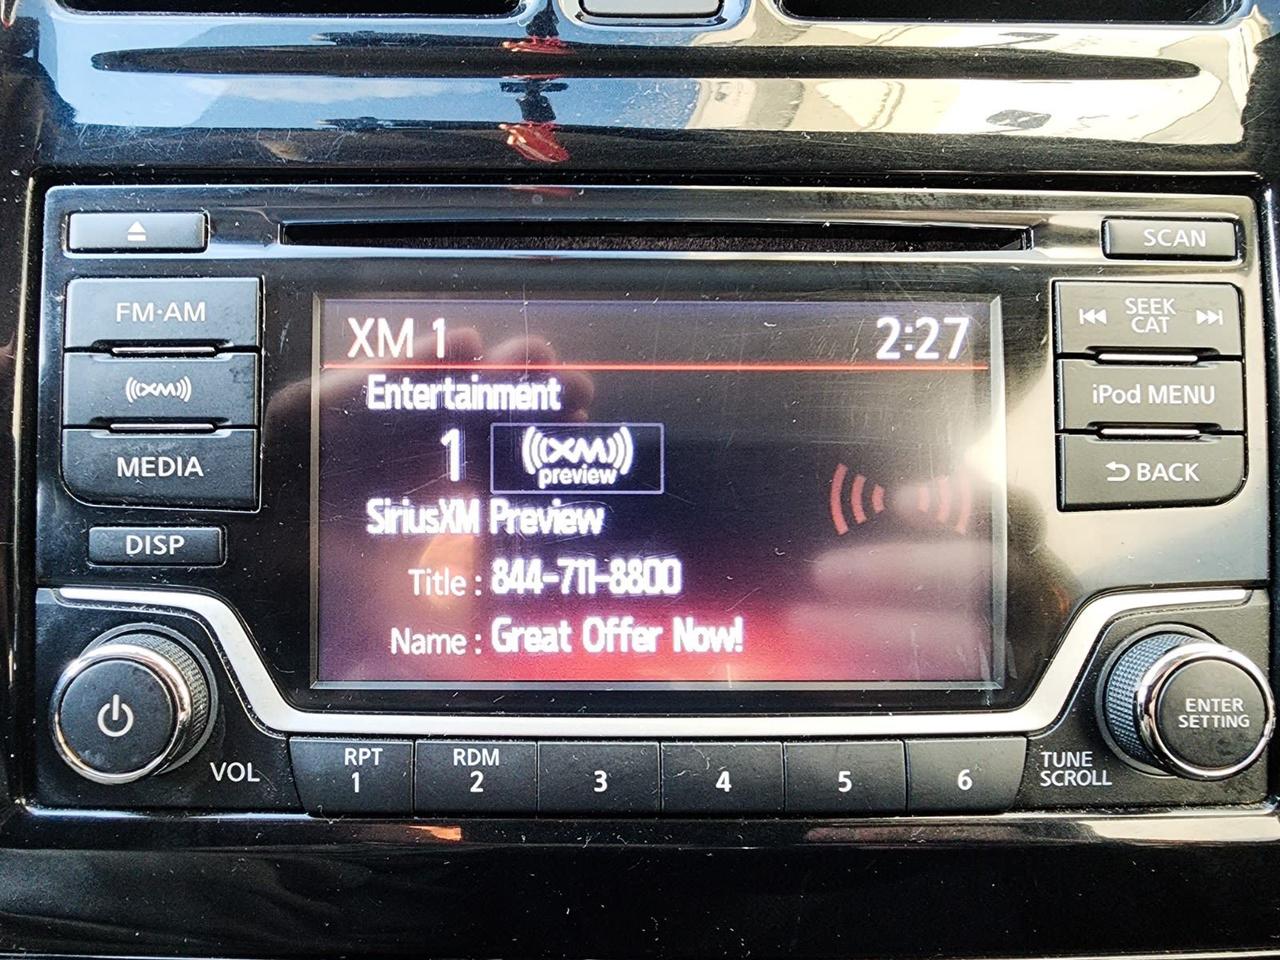 SCAN
FM·AM
XM
MEDIA
DISP
XM 1 2:27
Entertainment
1 XM
preview
SiriusXM Preview
Title : 844-711-8800
Name : Great Offer Now!
SEEK
CAT
iPod MENU
BACK
VOL
RPT
1
RDM
2
3
4
5
6
TUNE
SCROLL
ENTER
SETTING